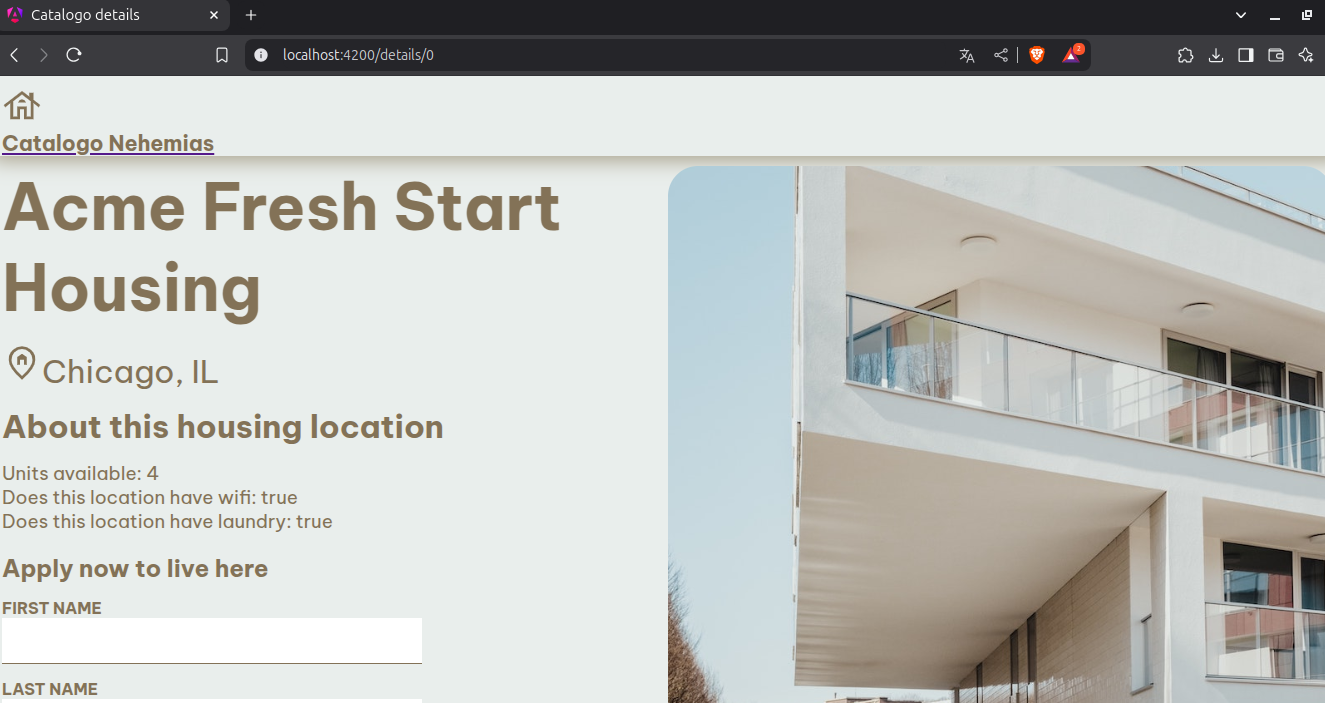 Catalogo details
localhost:4200/details/0
2
Catalogo Nehemias
Acme Fresh Start
Housing
Chicago, IL
About this housing location
Units available: 4
Does this location have wifi: true
Does this location have laundry: true
Apply now to live here
FIRST NAME
LAST NAME